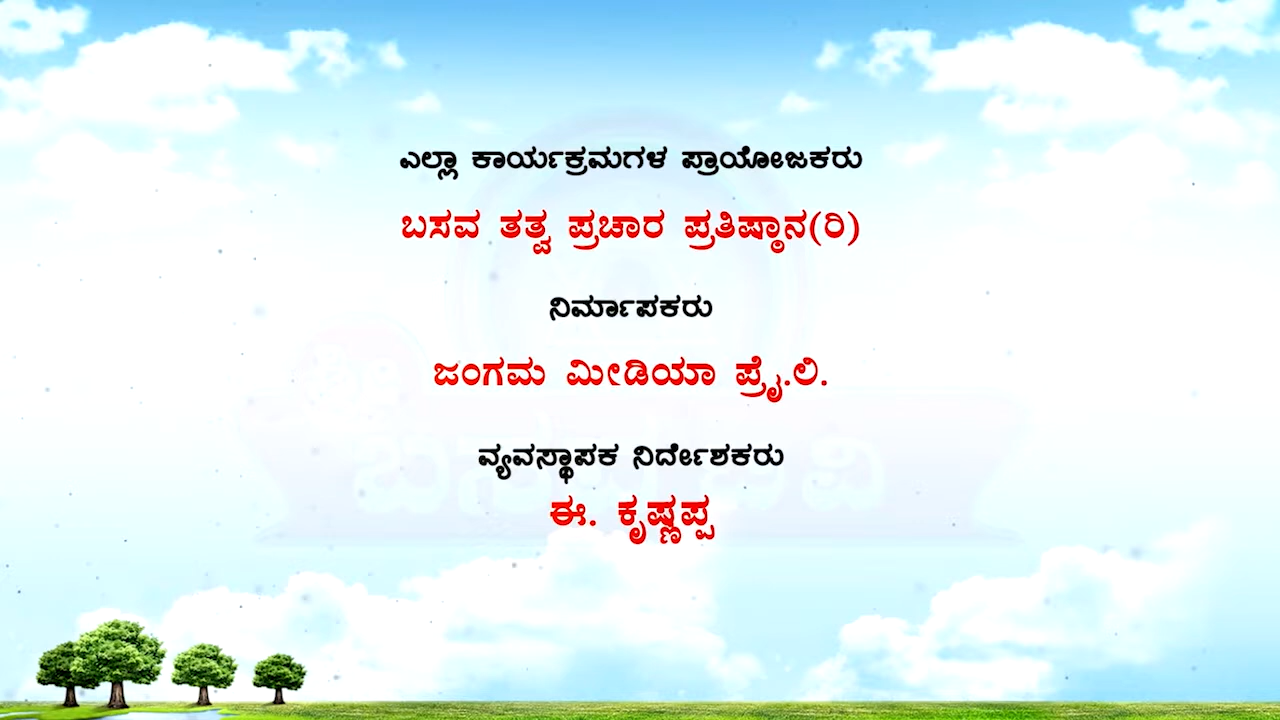 ಎಲ್ಲಾ ಕಾರ್ಯಕ್ರಮಗಳ ಪ್ರಾಯೋಜಕರು
ಬಸವ ತತ್ವ ಪ್ರಚಾರ ಪ್ರತಿಷ್ಠಾನ(ರಿ)
ನಿರ್ಮಾಪಕರು
ಜಂಗಮ ಮೀಡಿಯಾ ಪ್ರೈ.ಲಿ.
ವ್ಯವಸ್ಥಾಪಕ ನಿರ್ದೇಶಕರು
ಈ. ಕೃಷ್ಣಪ್ಪ